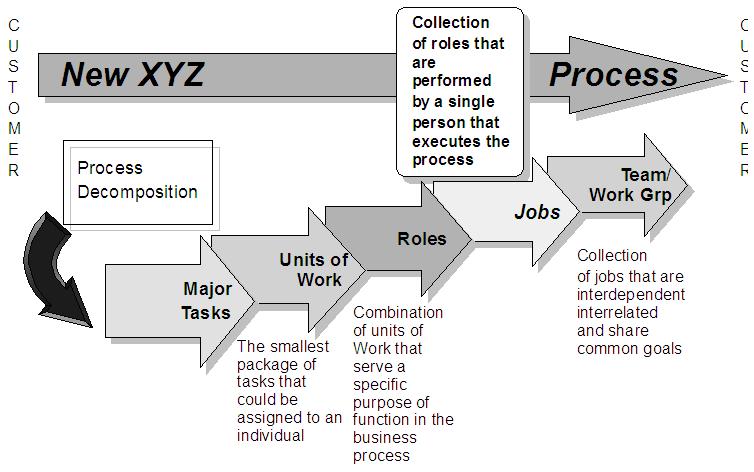 CUSTOMER
New XYZ
Collection
of roles that
are
performed
by a single
person that
executes the
process
Process
CUSTOMER
Process
Decomposition
Major
Tasks
Units of
Work
Roles
Jobs
Team/
Work Grp
The smallest
package of
tasks that
could be
assigned to an
individual
Combination
of units of
Work that
serve a
specific
purpose of
function in the
business
process
Collection
of jobs that are
interdependent
interrelated
and share
common goals